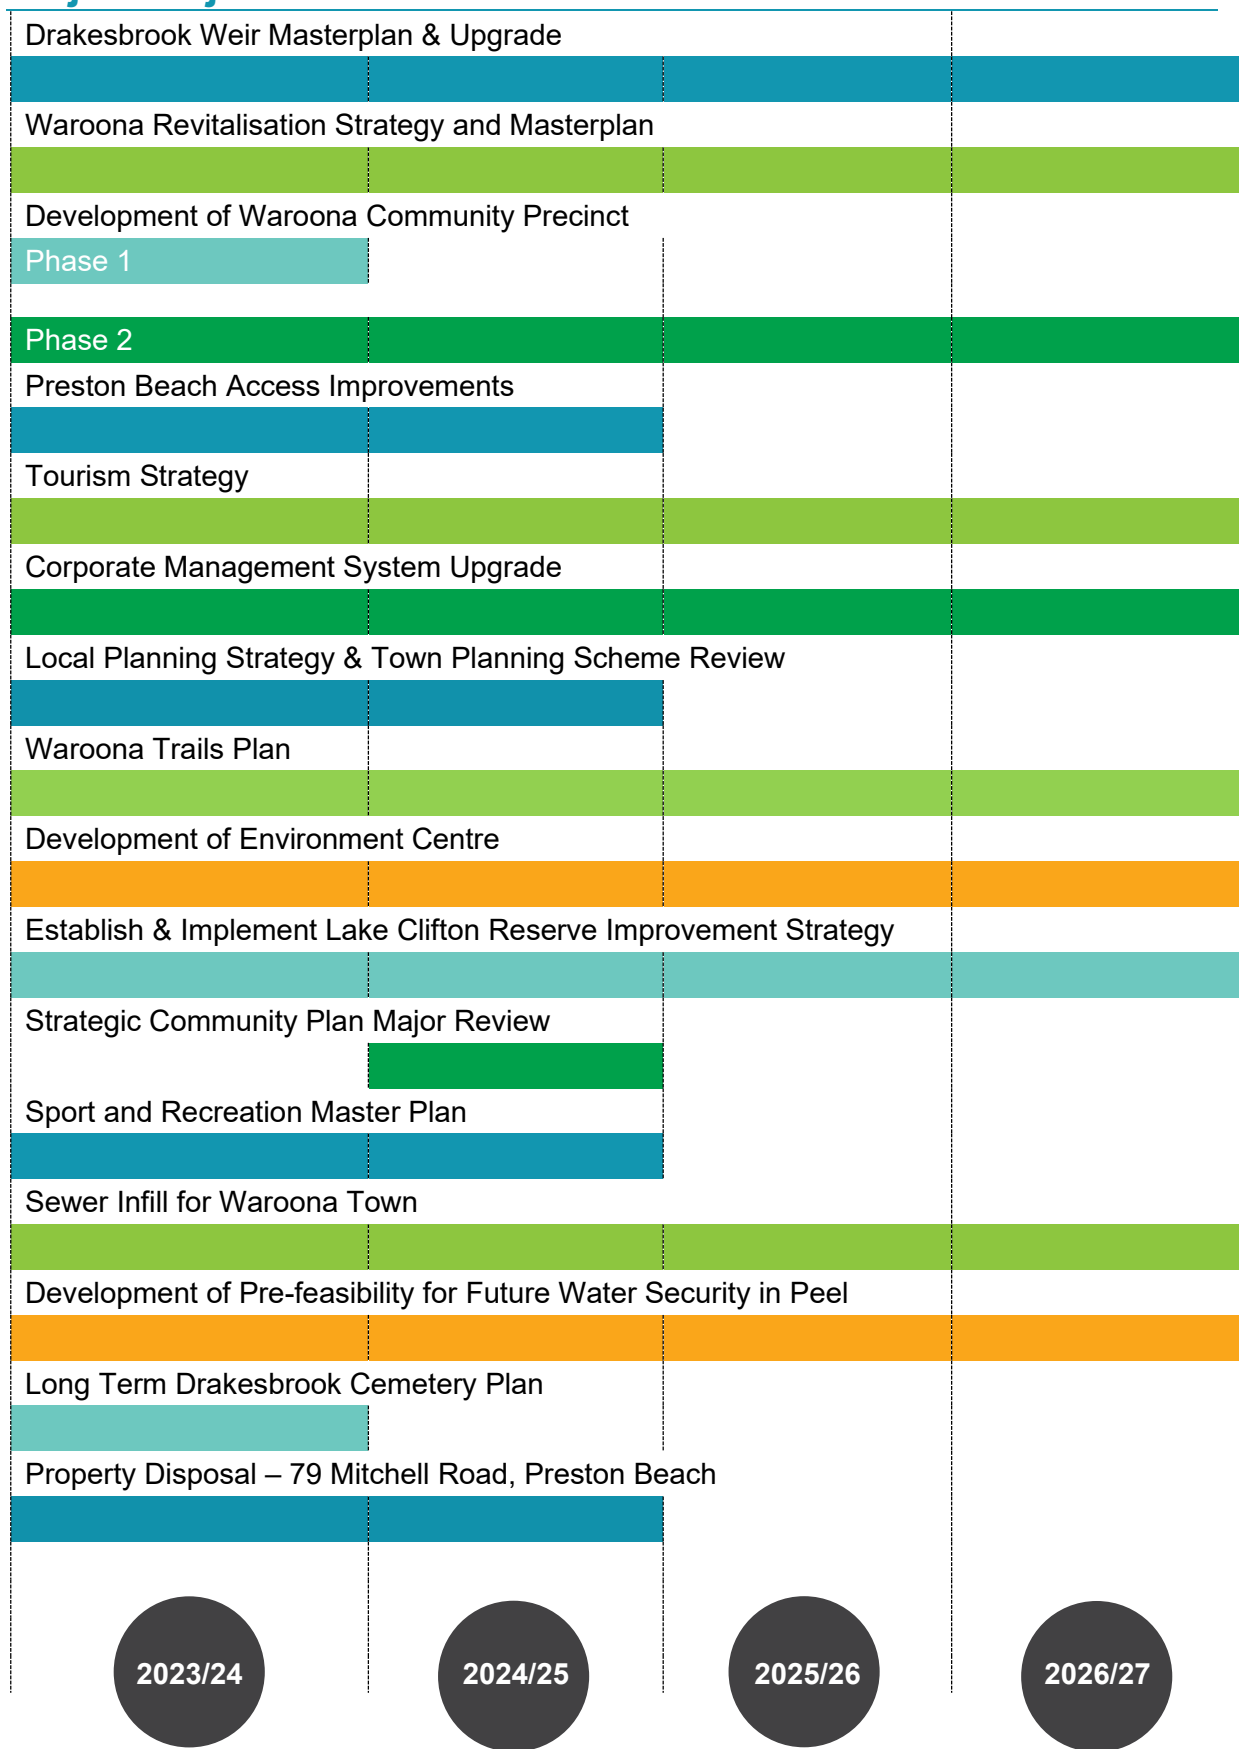 Drakesbrook Weir Masterplan & Upgrade
Waroona Revitalisation Strategy and Masterplan
Development of Waroona Community Precinct
Phase 1
Phase 2
Preston Beach Access Improvements
Tourism Strategy
Corporate Management System Upgrade
Local Planning Strategy & Town Planning Scheme Review
Waroona Trails Plan
Development of Environment Centre
Establish & Implement Lake Clifton Reserve Improvement Strategy
Strategic Community Plan Major Review
Sport and Recreation Master Plan
Sewer Infill for Waroona Town
Development of Pre-feasibility for Future Water Security in Peel
Long Term Drakesbrook Cemetery Plan
Property Disposal – 79 Mitchell Road, Preston Beach
2023/24 2024/25 2025/26 2026/27